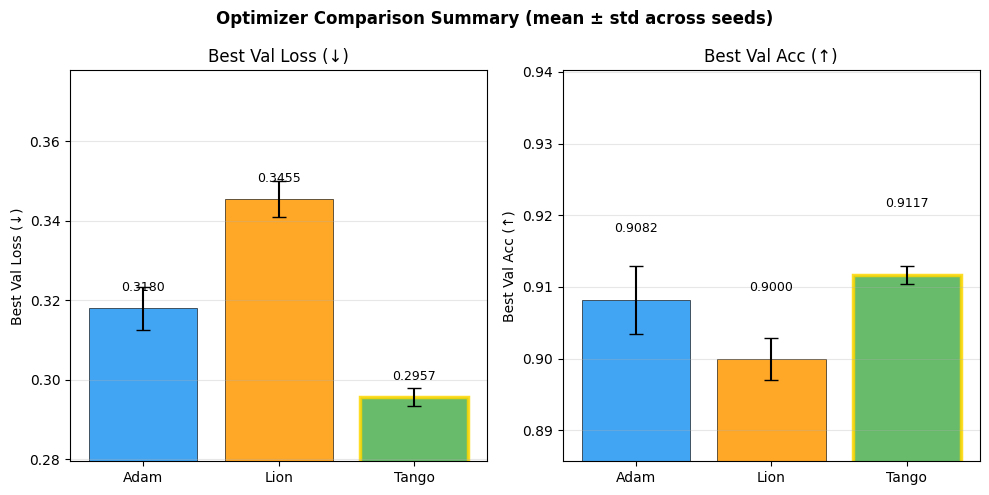 Optimizer Comparison Summary (mean ± std across seeds)
Best Val Loss (↓)
Best Val Loss (↓)
0.36
0.34
0.32
0.30
0.28
0.3180
0.3455
0.2957
Adam
Lion
Tango
Best Val Acc (↑)
Best Val Acc (↑)
0.94
0.93
0.92
0.91
0.90
0.89
0.9082
0.9000
0.9117
Adam
Lion
Tango